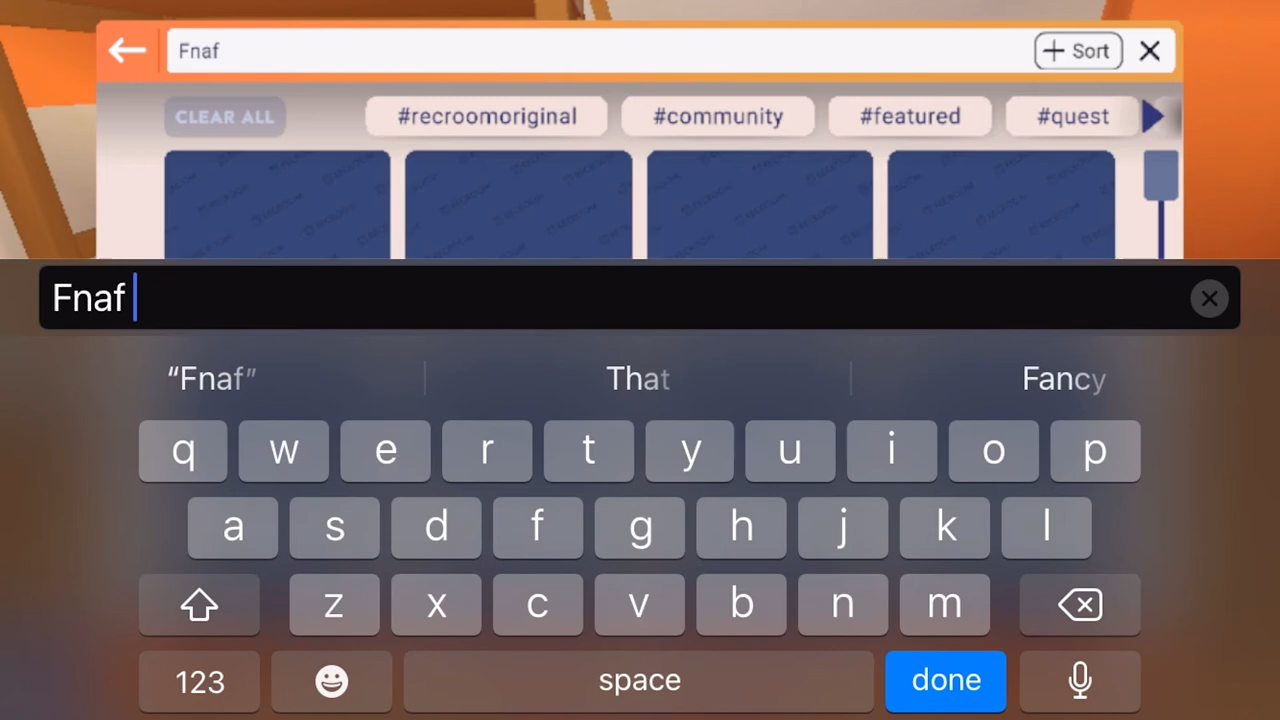 Fnaf + Sort
CLEAR ALL #recroomoriginal #community #featured #quest
Fnaf
“Fnaf” That Fancy
q w e r t y u i o p
a s d f g h j k l
z x c v b n m
123 space done